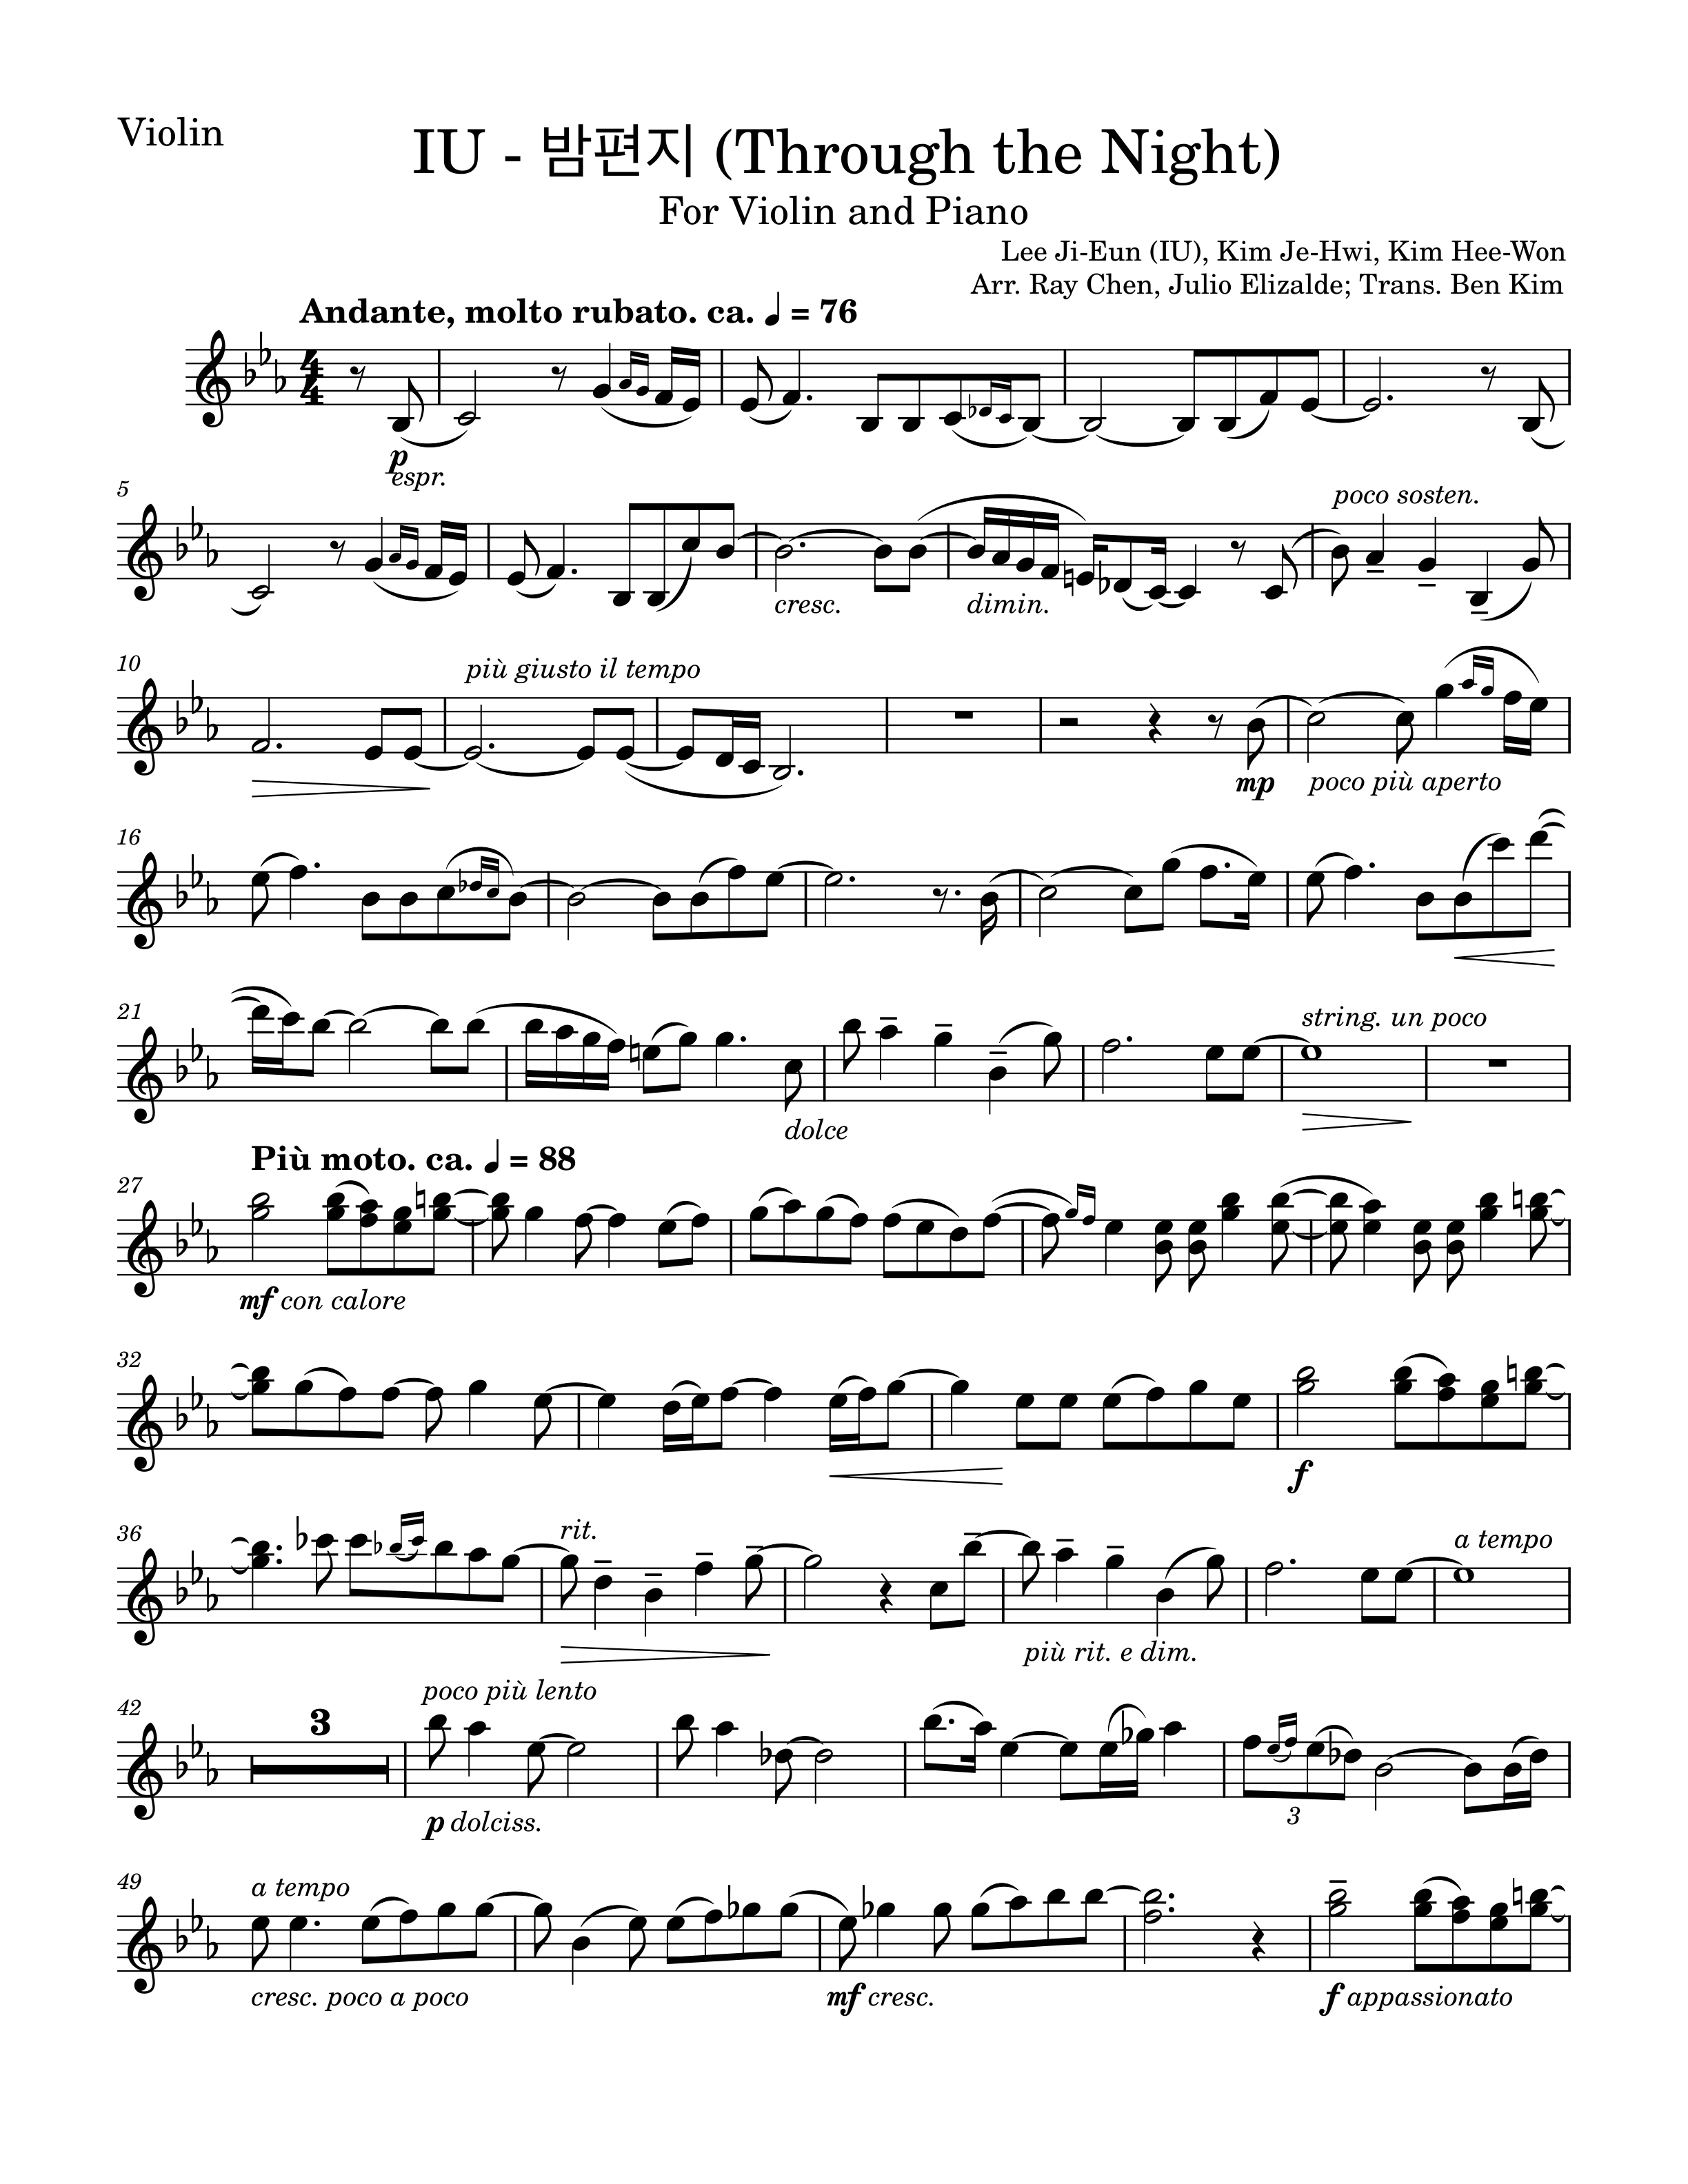 Violin
IU - 밤편지 (Through the Night)
For Violin and Piano
Lee Ji-Eun (IU), Kim Je-Hwi, Kim Hee-Won
Arr. Ray Chen, Julio Elizalde; Trans. Ben Kim
Andante, molto rubato. ca. ♩ = 76
4
4
p
espr.
5
poco sosten.
cresc.
dimin.
10
più giusto il tempo
mp
poco più aperto
16
21
string. un poco
dolce
Più moto. ca. ♩ = 88
27
mf con calore
32
f
36
rit.
a tempo
più rit. e dim.
42
3
poco più lento
p dolciss.
3
49
a tempo
cresc. poco a poco
mf cresc.
f appassionato